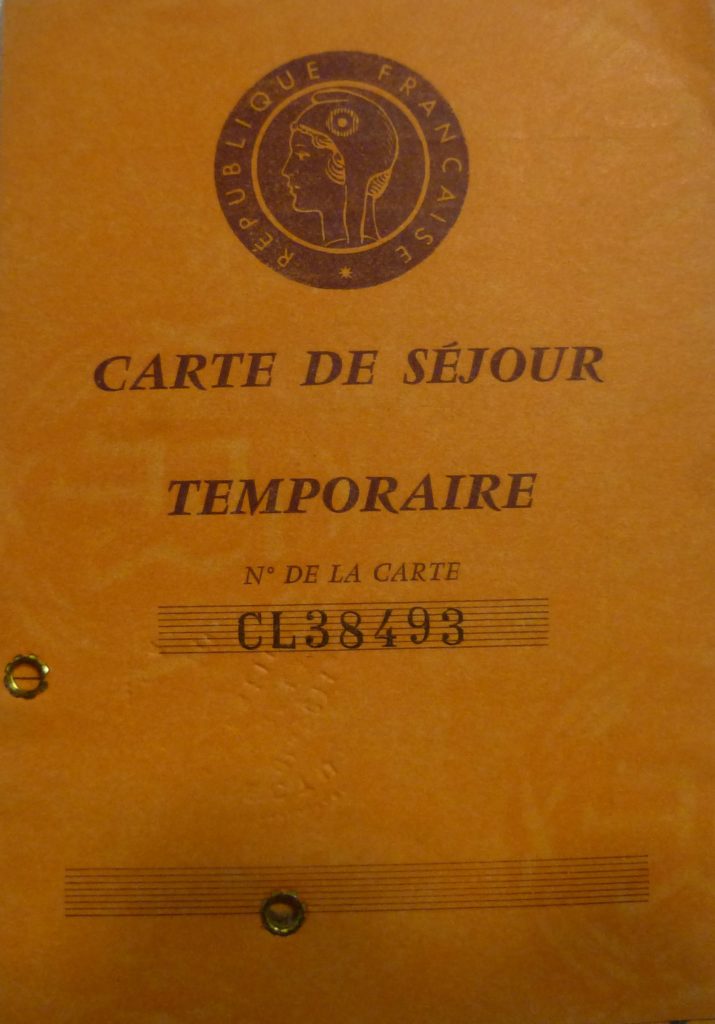 RÉPUBLIQUE FRANÇAISE
CARTE DE SÉJOUR
TEMPORAIRE
N° DE LA CARTE
CL38493